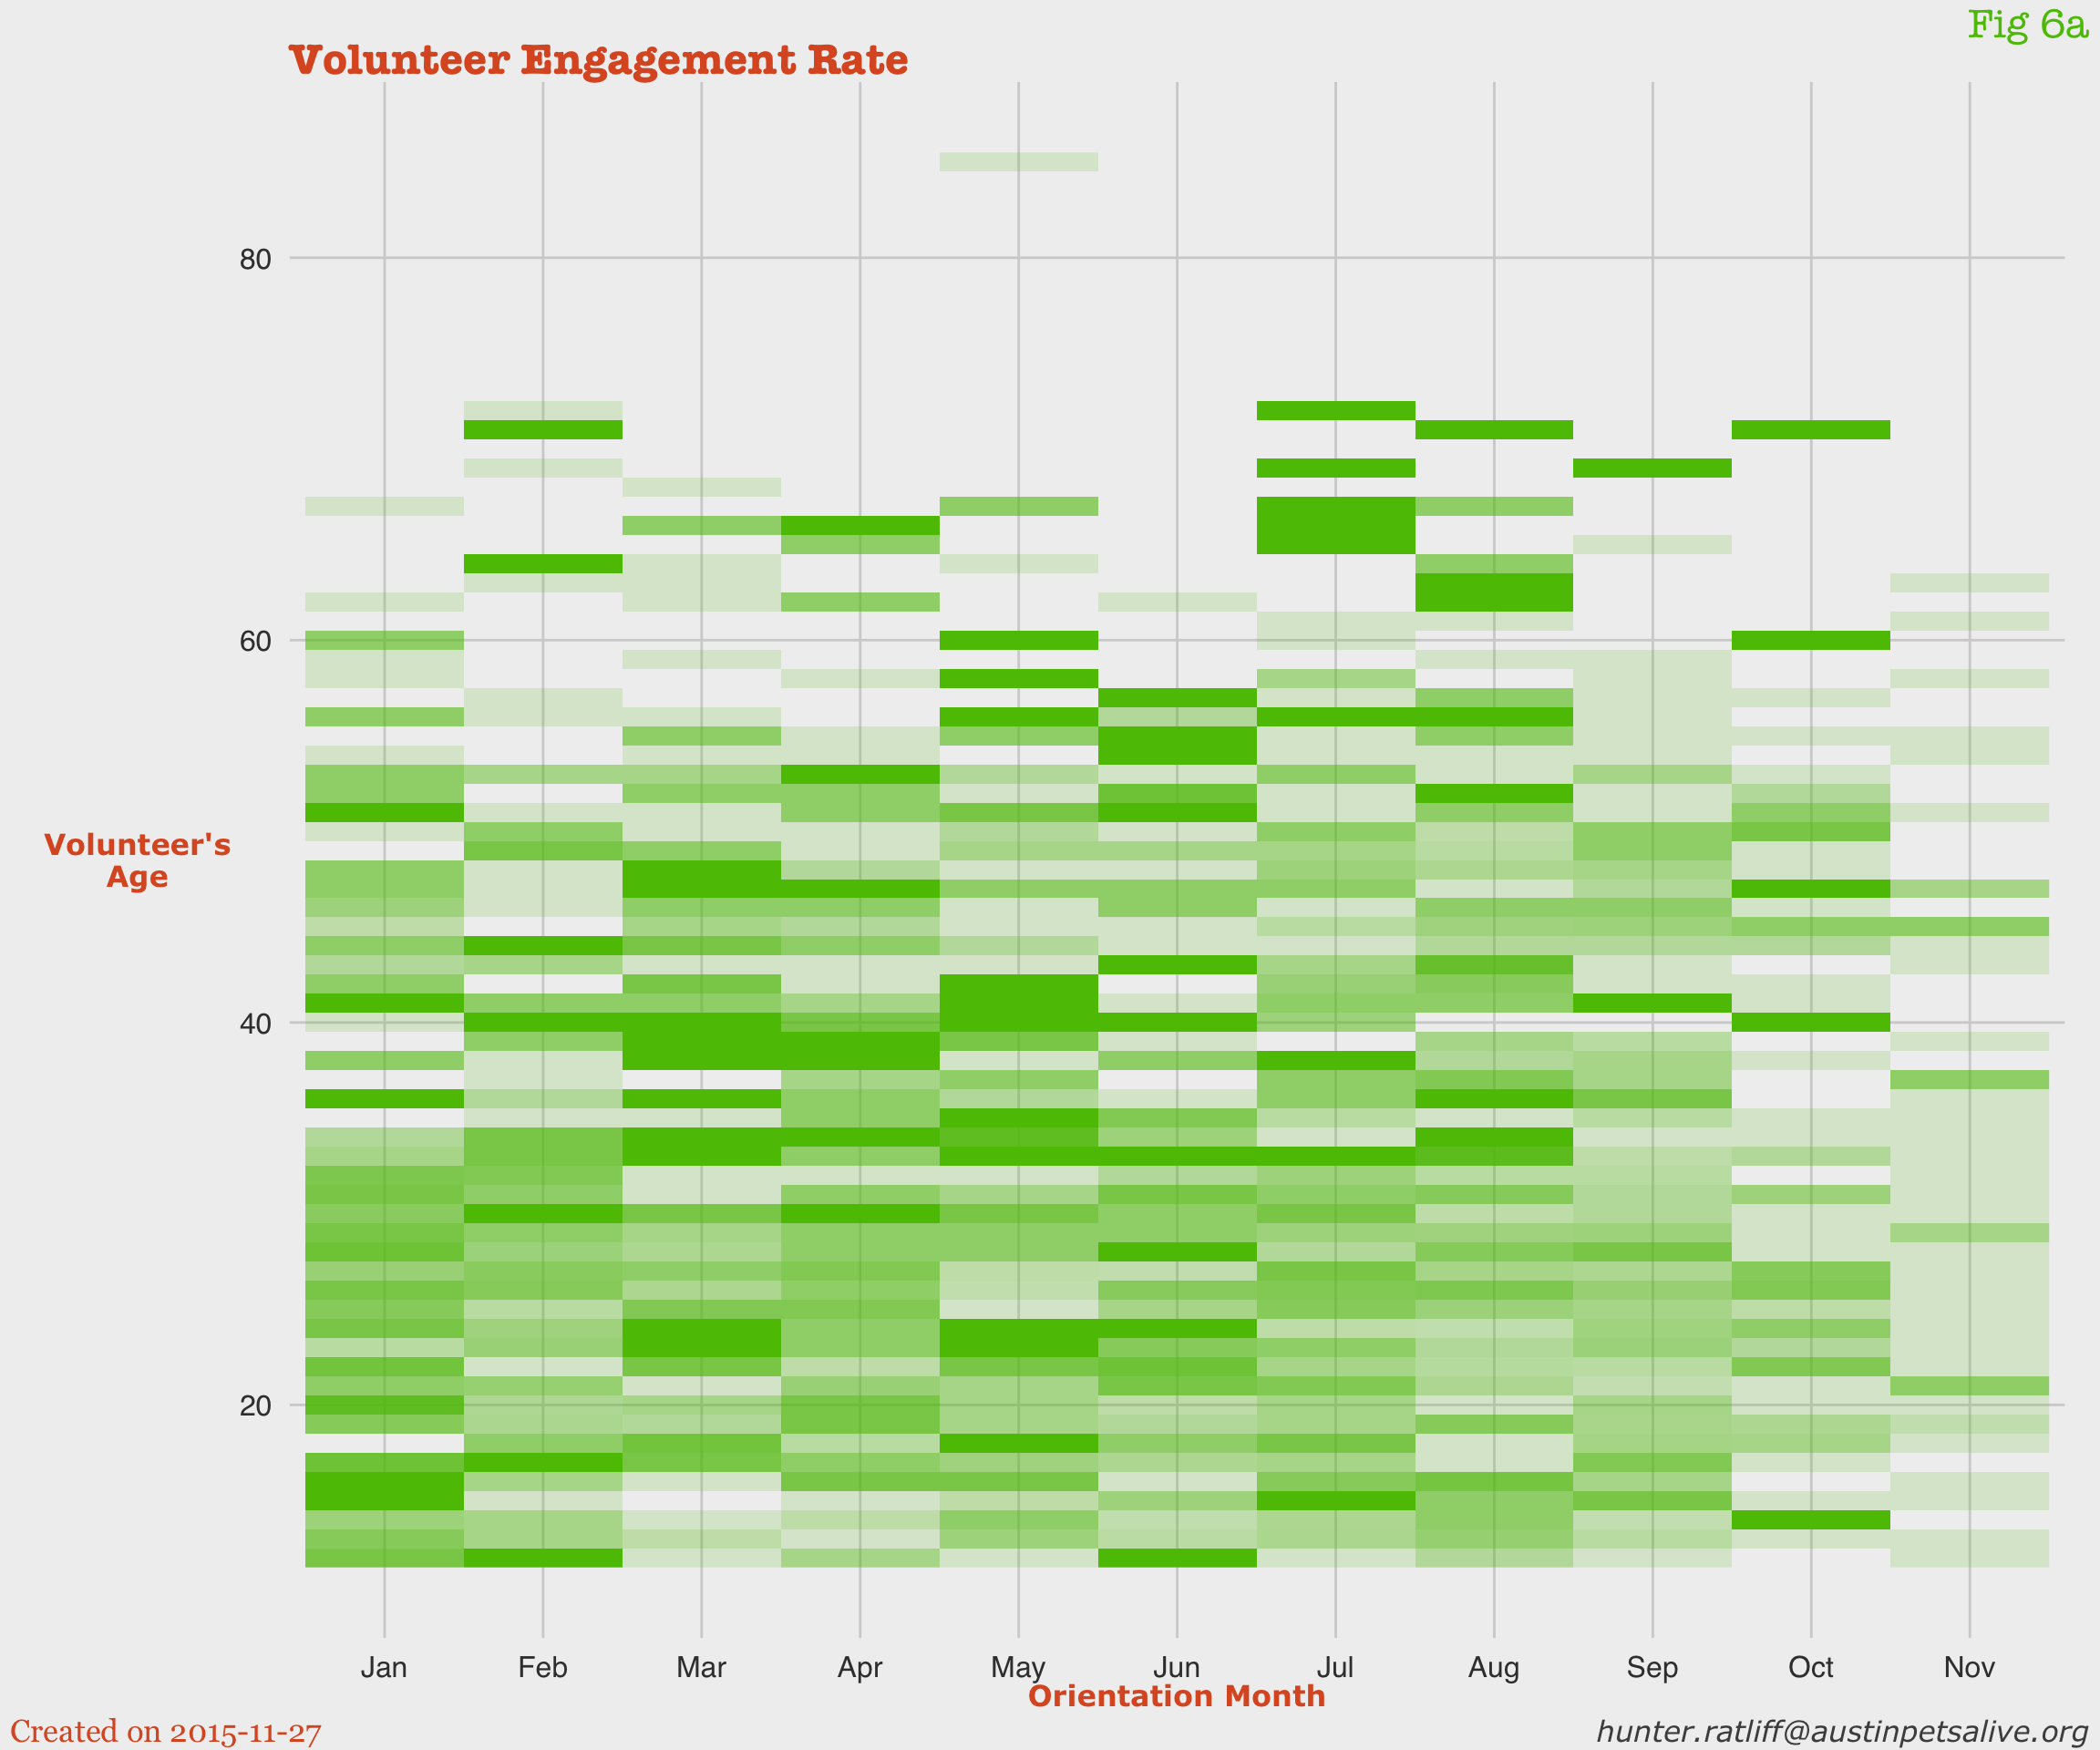 Fig 6a
Volunteer Engagement Rate
80
60
Volunteer's
Age
40
20
Jan Feb Mar Apr May Jun Jul Aug Sep Oct Nov
Orientation Month
Created on 2015-11-27
hunter.ratliff@austinpetsalive.org